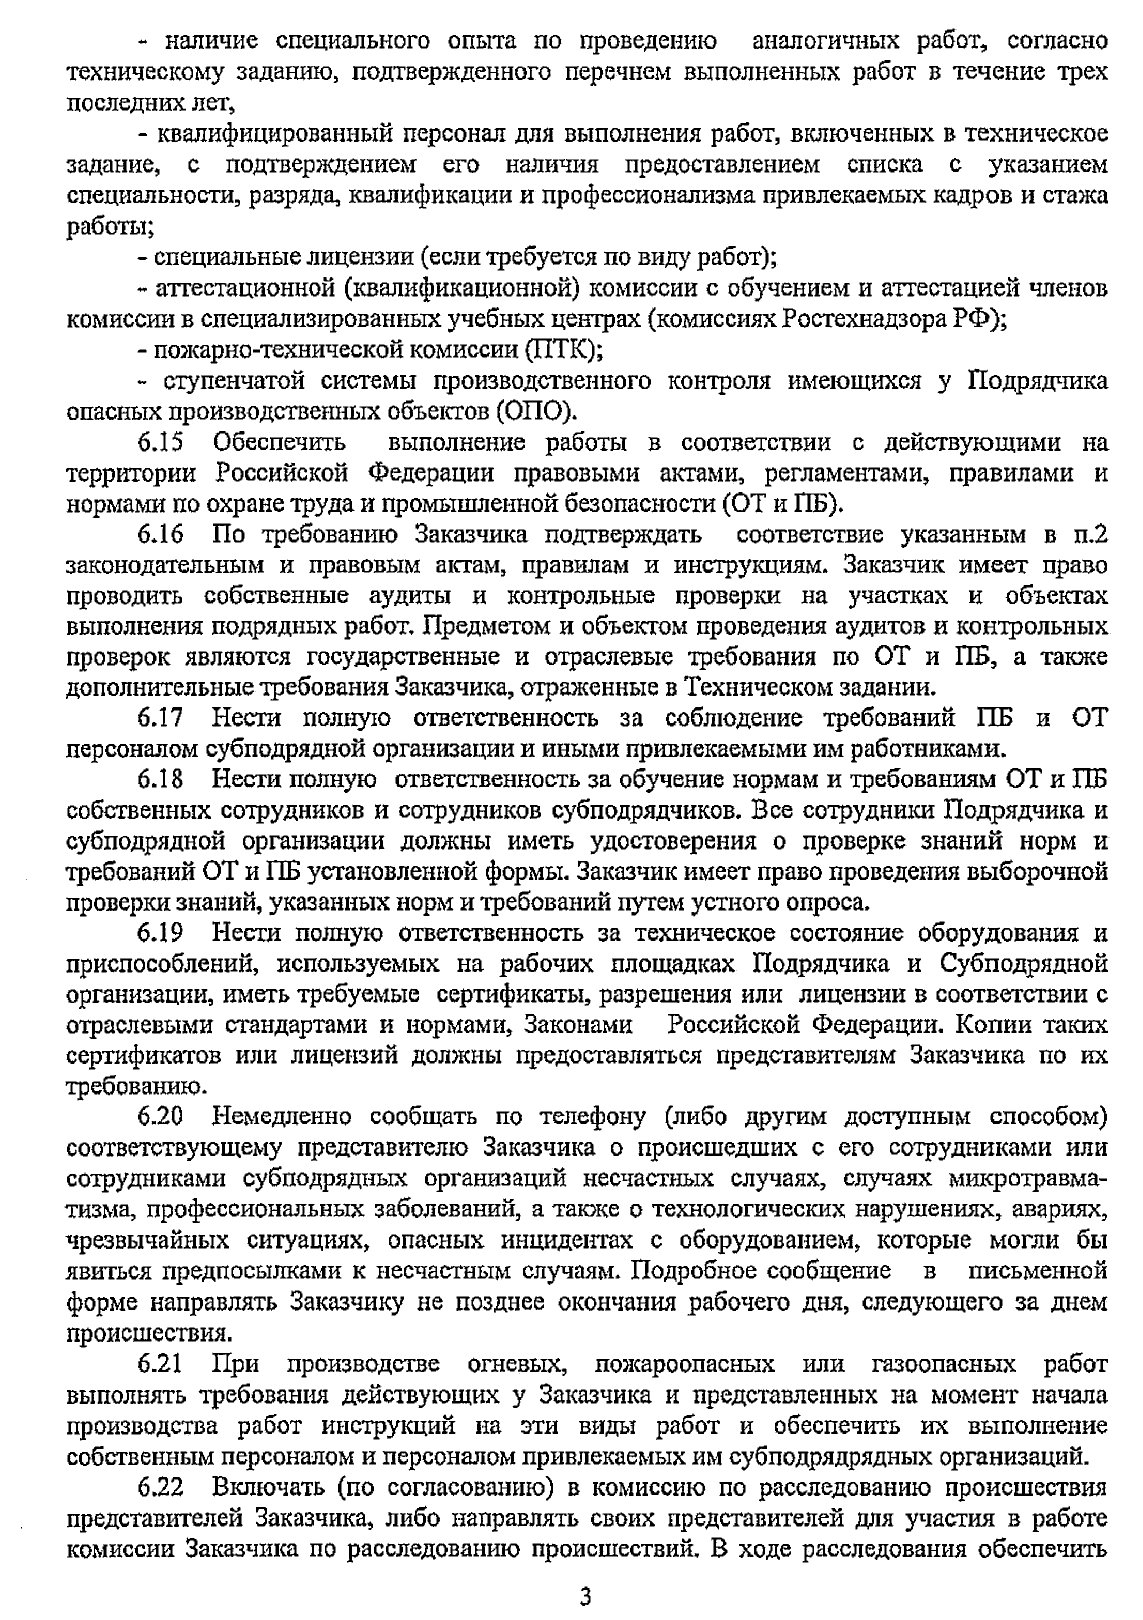 - наличие специального опыта по проведению аналогичных работ, согласно
техническому заданию, подтвержденного перечнем выполненных работ в течение трех
последних лет,
- квалифицированный персонал для выполнения работ, включенных в техническое
задание, с подтверждением его наличия предоставлением списка с указанием
специальности, разряда, квалификации и профессионализма привлекаемых кадров и стажа
работы;
- специальные лицензии (если требуется по виду работ);
- аттестационной (квалификационной) комиссии с обучением и аттестацией членов
комиссии в специализированных учебных центрах (комиссиях Ростехнадзора РФ);
- пожарно-технической комиссии (ПТК);
- ступенчатой системы производственного контроля имеющихся у Подрядчика
опасных производственных объектов (ОПО).
6.15 Обеспечить выполнение работы в соответствии с действующими на
территории Российской Федерации правовыми актами, регламентами, правилами и
нормами по охране труда и промышленной безопасности (ОТ и ПБ).
6.16 По требованию Заказчика подтверждать соответствие указанным в п.2
законодательным и правовым актам, правилам и инструкциям. Заказчик имеет право
проводить собственные аудиты и контрольные проверки на участках и объектах
выполнения подрядных работ. Предметом и объектом проведения аудитов и контрольных
проверок являются государственные и отраслевые требования по ОТ и ПБ, а также
дополнительные требования Заказчика, отраженные в Техническом задании.
6.17 Нести полную ответственность за соблюдение требований ПБ и ОТ
персоналом субподрядной организации и иными привлекаемыми им работниками.
6.18 Нести полную ответственность за обучение нормам и требованиям ОТ и ПБ
собственных сотрудников и сотрудников субподрядчиков. Все сотрудники Подрядчика и
субподрядной организации должны иметь удостоверения о проверке знаний норм и
требований ОТ и ПБ установленной формы. Заказчик имеет право проведения выборочной
проверки знаний, указанных норм и требований путем устного опроса.
6.19 Нести полную ответственность за техническое состояние оборудования и
приспособлений, используемых на рабочих площадках Подрядчика и Субподрядной
организации, иметь требуемые сертификаты, разрешения или лицензии в соответствии с
отраслевыми стандартами и нормами, Законами Российской Федерации. Копии таких
сертификатов или лицензий должны предоставляться представителям Заказчика по их
требованию.
6.20 Немедленно сообщать по телефону (либо другим доступным способом)
соответствующему представителю Заказчика о происшедших с его сотрудниками или
сотрудниками субподрядных организаций несчастных случаях, случаях микротравма-
тизма, профессиональных заболеваний, а также о технологических нарушениях, авариях,
чрезвычайных ситуациях, опасных инцидентах с оборудованием, которые могли бы
явиться предпосылками к несчастным случаям. Подробное сообщение в письменной
форме направлять Заказчику не позднее окончания рабочего дня, следующего за днем
происшествия.
6.21 При производстве огневых, пожароопасных или газоопасных работ
выполнять требования действующих у Заказчика и представленных на момент начала
производства работ инструкций на эти виды работ и обеспечить их выполнение
собственным персоналом и персоналом привлекаемых им субподрядрядных организаций.
6.22 Включать (по согласованию) в комиссию по расследованию происшествия
представителей Заказчика, либо направлять своих представителей для участия в работе
комиссии Заказчика по расследованию происшествий. В ходе расследования обеспечить
3